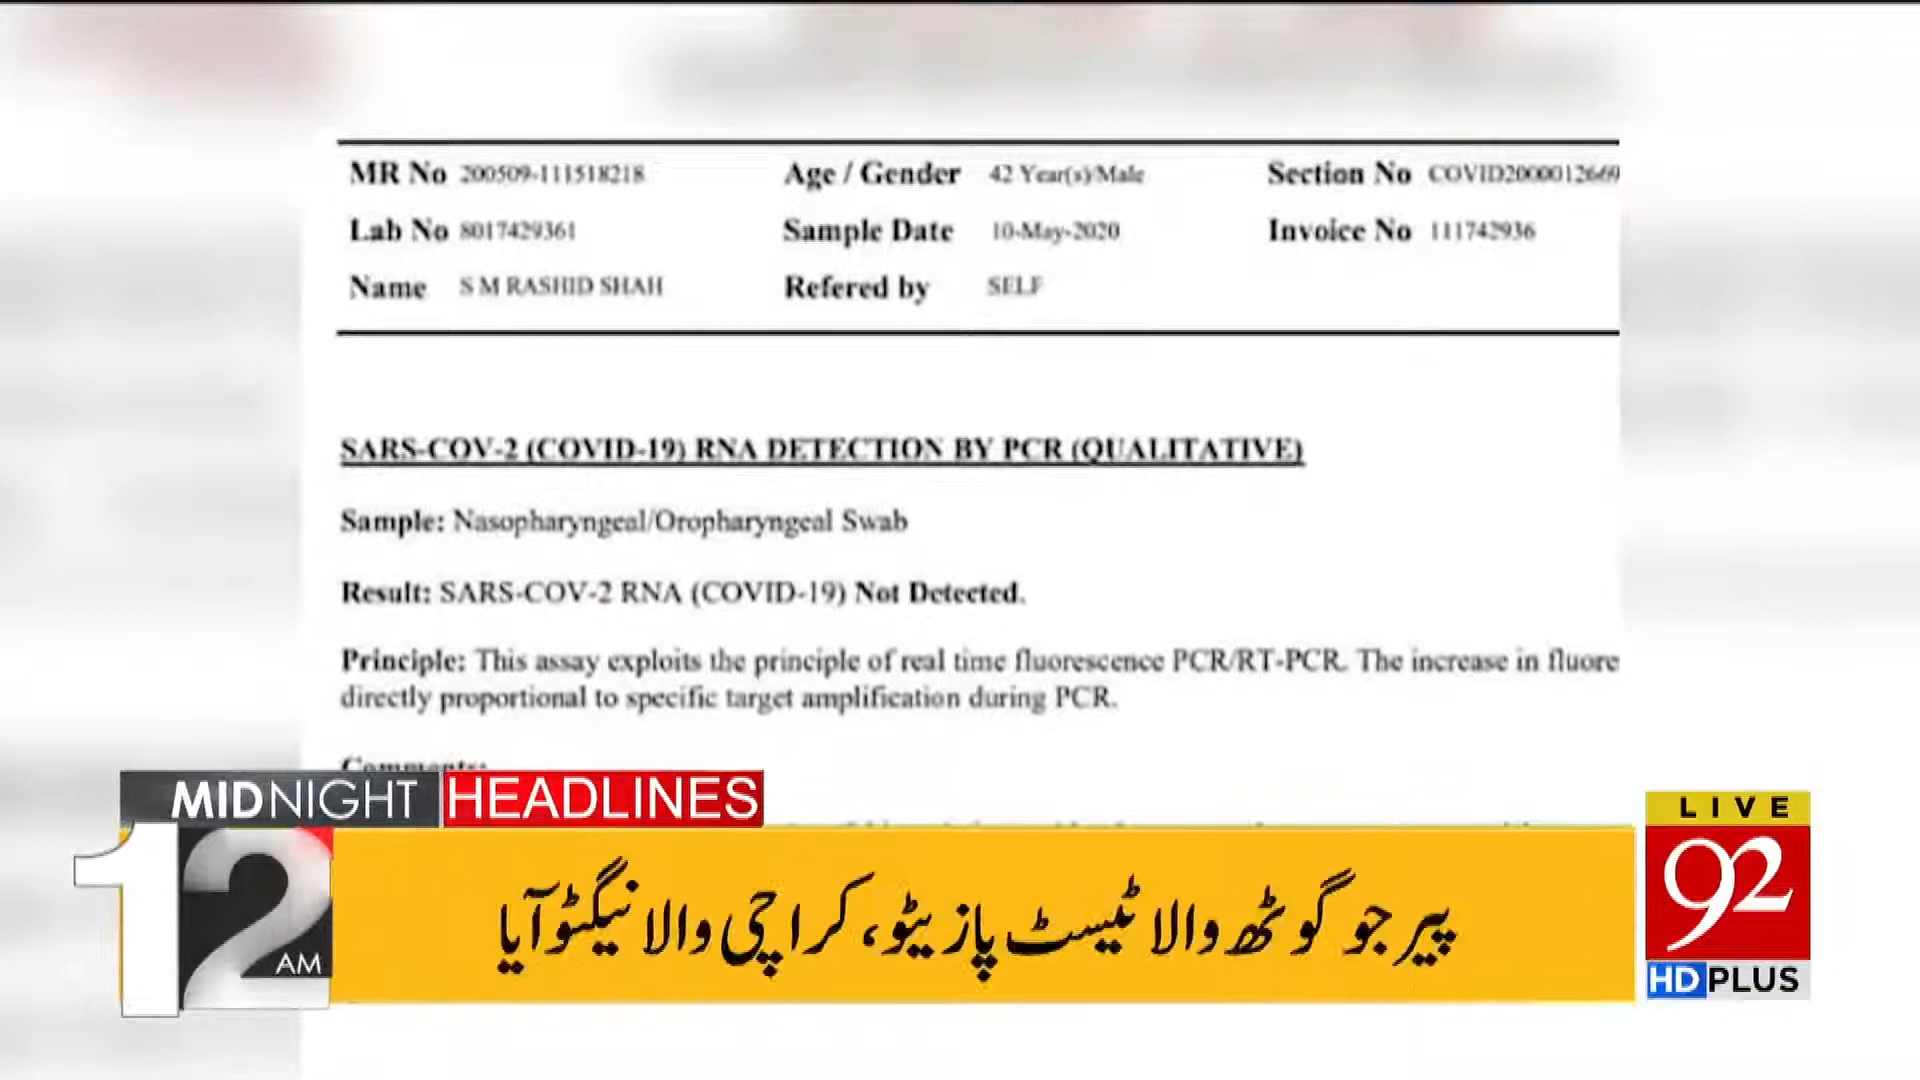 MR No 200509-111518218 Age / Gender 42 Year(s)/Male Section No COVID2000012669
Lab No 8017429361 Sample Date 10-May-2020 Invoice No 111742936
Name S M RASHID SHAH Refered by SELF
SARS-COV-2 (COVID-19) RNA DETECTION BY PCR (QUALITATIVE)
Sample: Nasopharyngeal/Oropharyngeal Swab
Result: SARS-COV-2 RNA (COVID-19) Not Detected.
Principle: This assay exploits the principle of real time fluorescence PCR/RT-PCR. The increase in fluore
directly proportional to specific target amplification during PCR.
Comments:
MIDNIGHT HEADLINES
12 AM
پیر جو گوٹھ والا ٹیسٹ پازیٹو، کراچی والا نیگٹو آیا
LIVE
92
HD PLUS